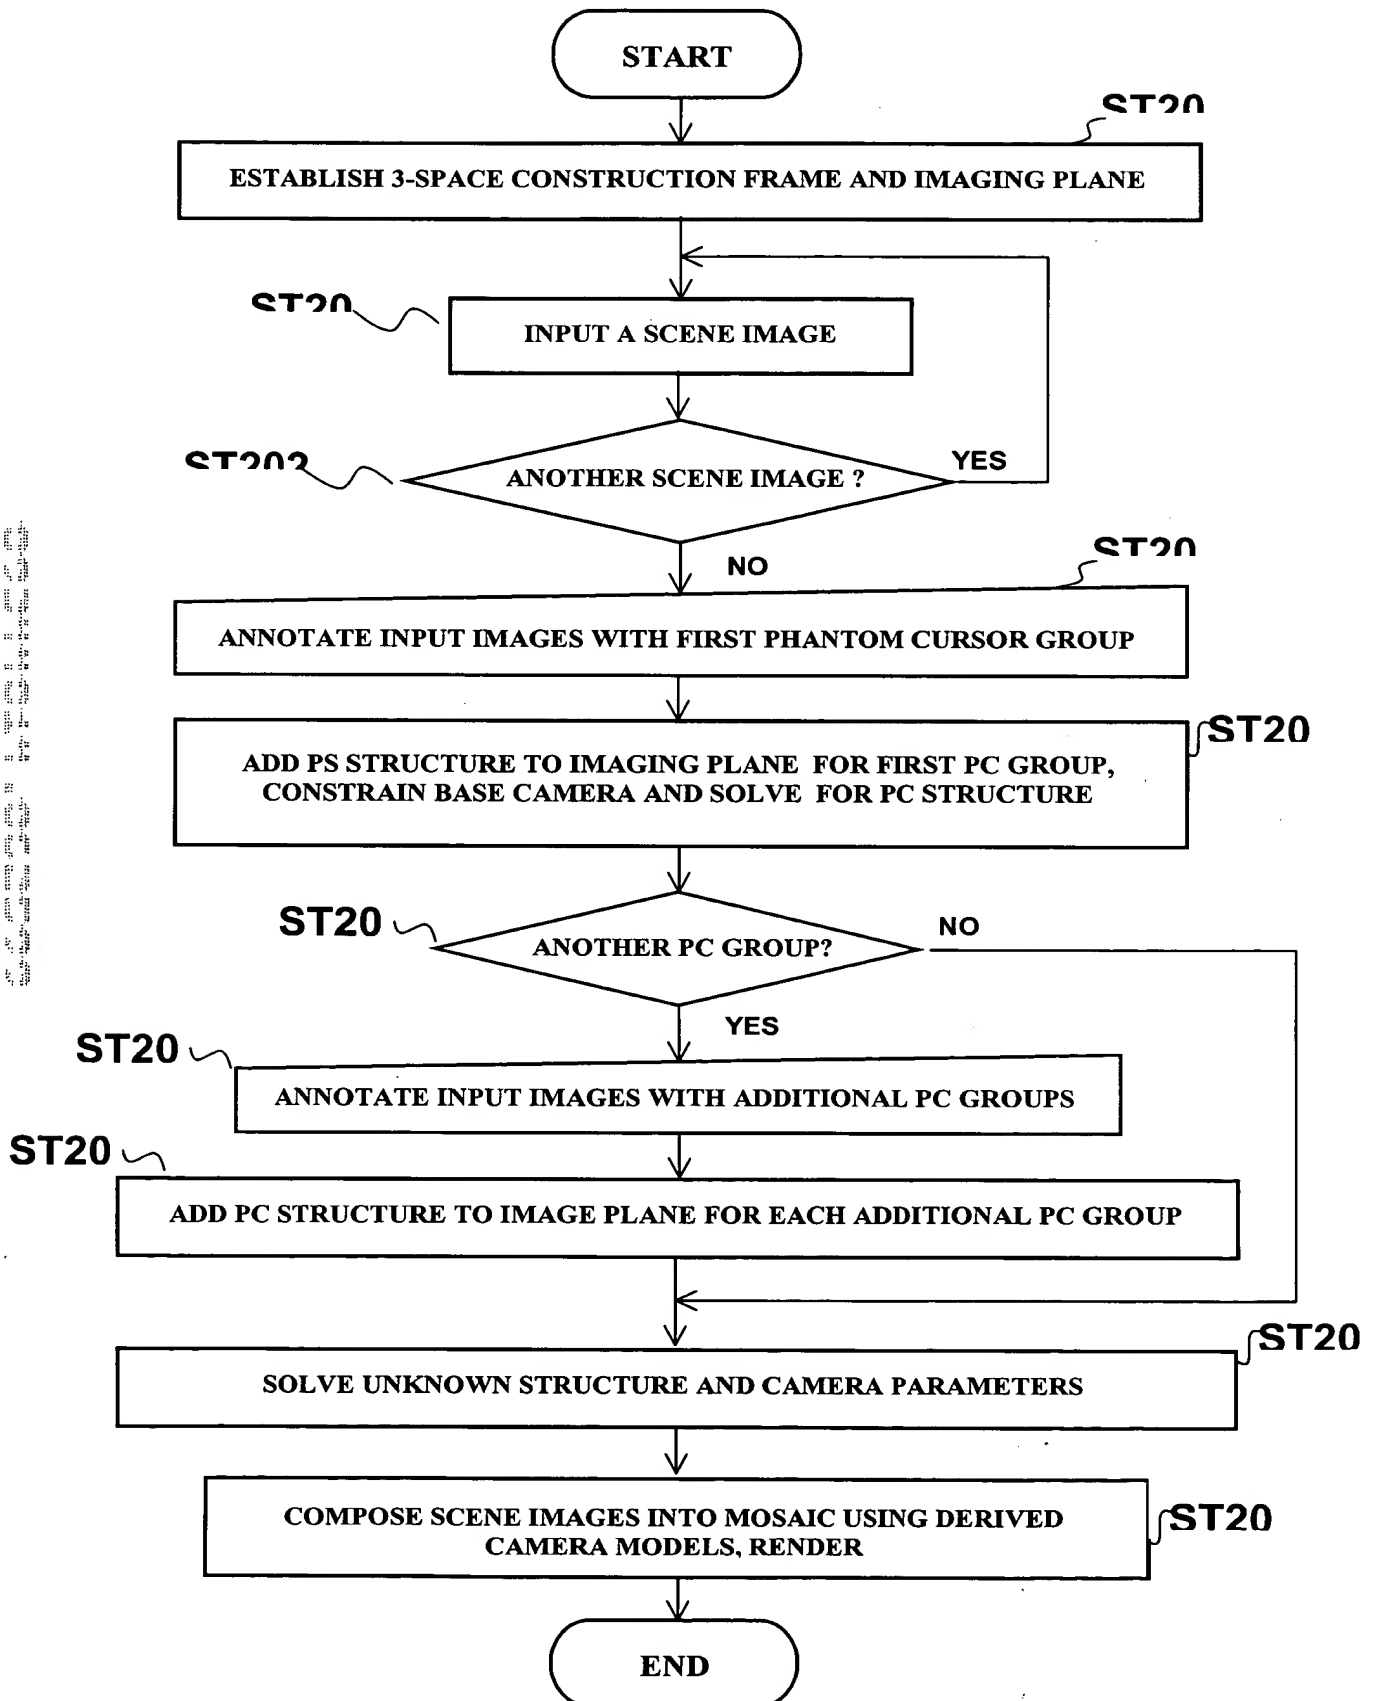 START
ST20
ESTABLISH 3-SPACE CONSTRUCTION FRAME AND IMAGING PLANE
ST20
INPUT A SCENE IMAGE
ANOTHER SCENE IMAGE ?
YES
NO
ST20
ANNOTATE INPUT IMAGES WITH FIRST PHANTOM CURSOR GROUP
ST20
ADD PS STRUCTURE TO IMAGING PLANE FOR FIRST PC GROUP,
CONSTRAIN BASE CAMERA AND SOLVE FOR PC STRUCTURE
ST20
ANOTHER PC GROUP?
NO
YES
ST20
ANNOTATE INPUT IMAGES WITH ADDITIONAL PC GROUPS
ST20
ADD PC STRUCTURE TO IMAGE PLANE FOR EACH ADDITIONAL PC GROUP
ST20
SOLVE UNKNOWN STRUCTURE AND CAMERA PARAMETERS
ST20
COMPOSE SCENE IMAGES INTO MOSAIC USING DERIVED
CAMERA MODELS, RENDER
END